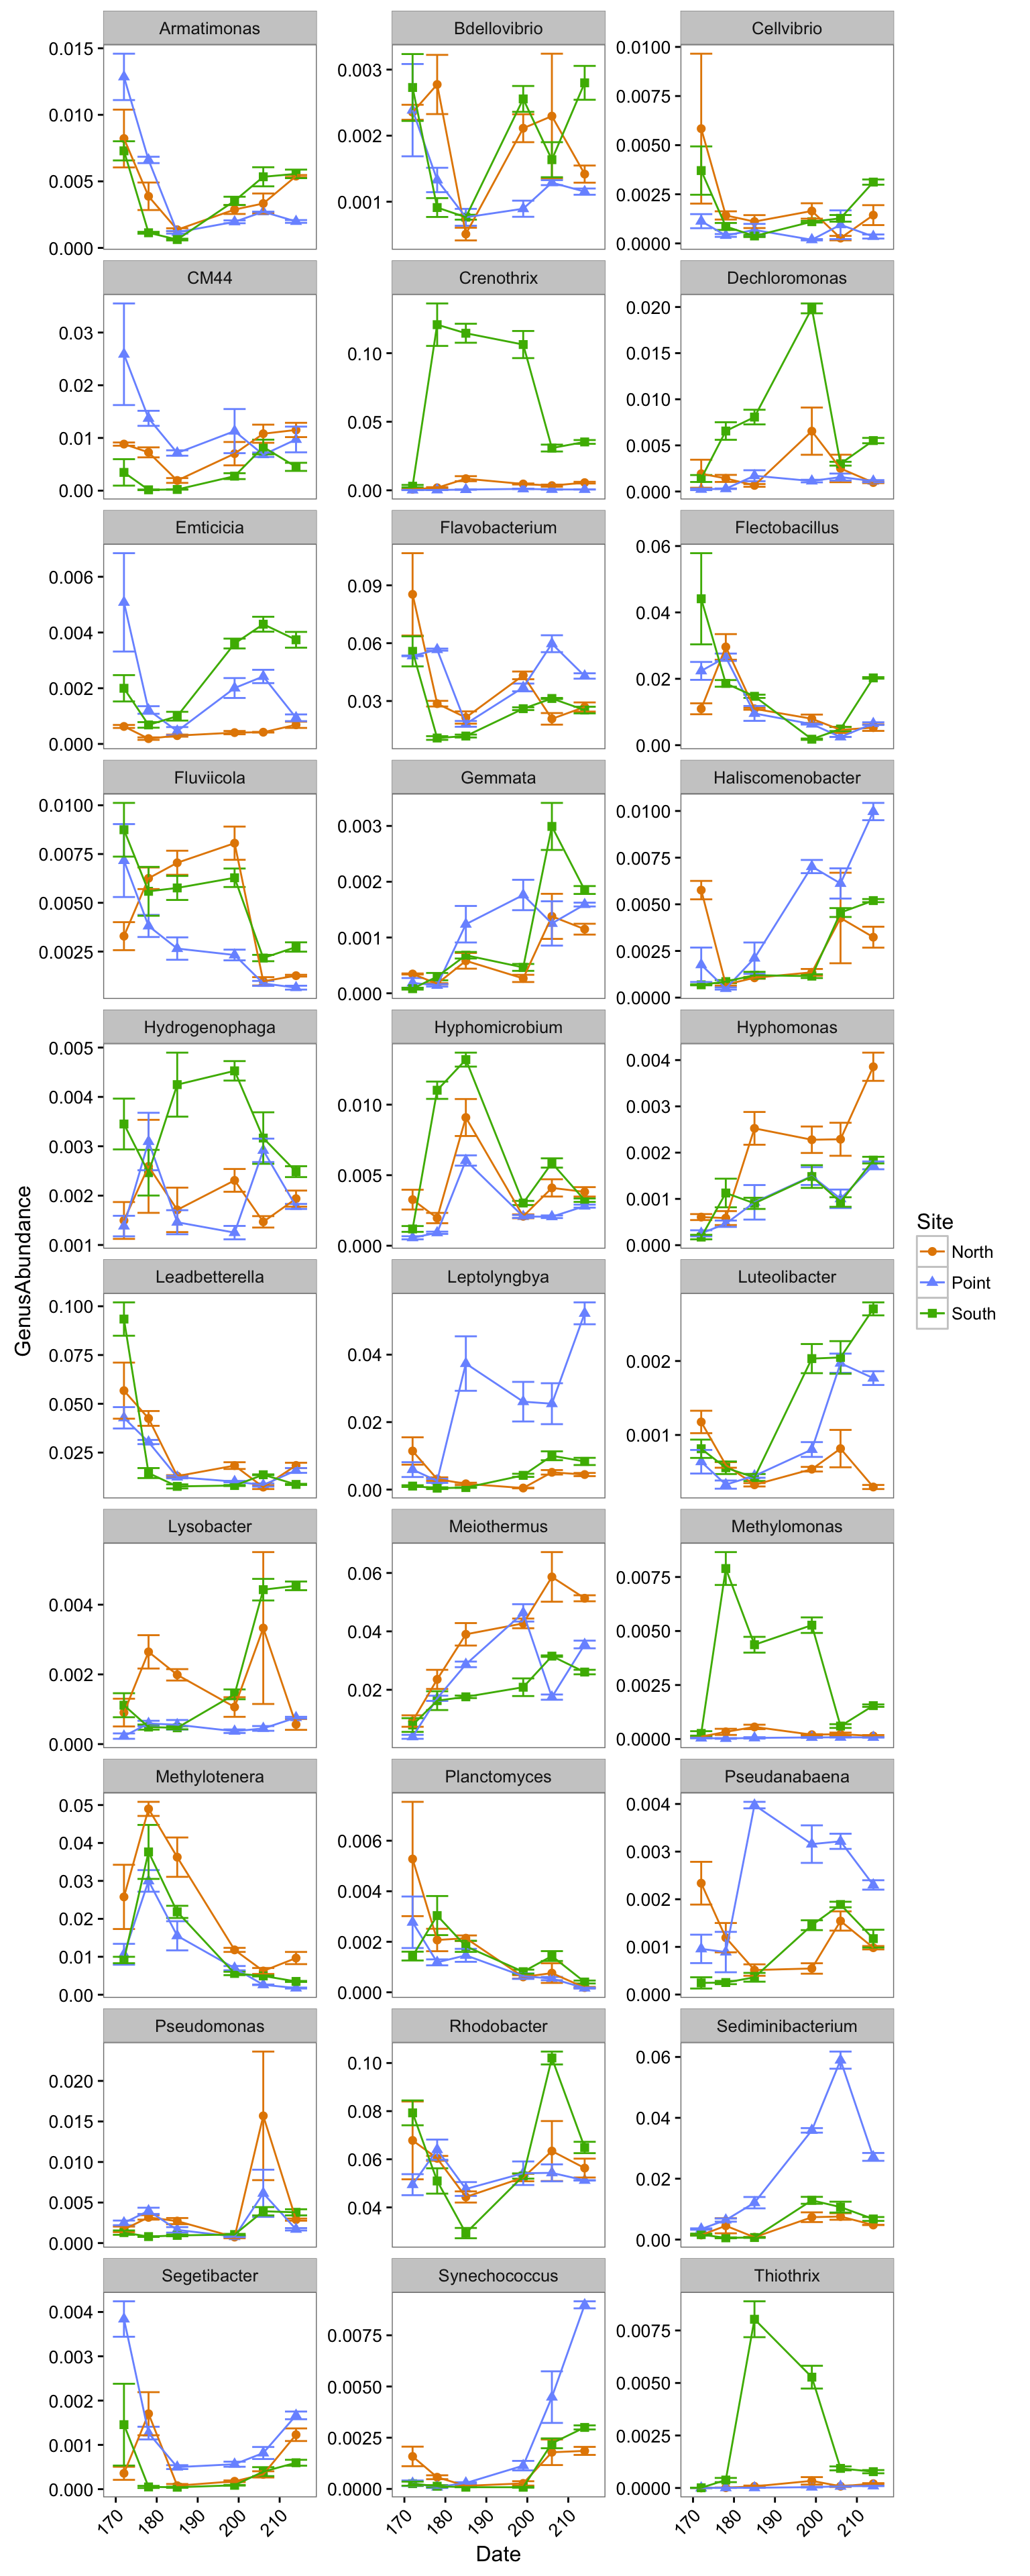 Armatimonas Bdellovibrio Cellvibrio
0.015 0.010 0.005 0.000
0.003 0.002 0.001
0.0100 0.0075 0.0050 0.0025 0.0000
CM44 Crenothrix Dechloromonas
0.03 0.02 0.01 0.00
0.10 0.05 0.00
0.020 0.015 0.010 0.005 0.000
Emticicia Flavobacterium Flectobacillus
0.006 0.004 0.002 0.000
0.09 0.06 0.03
0.06 0.04 0.02 0.00
Fluviicola Gemmata Haliscomenobacter
0.0100 0.0075 0.0050 0.0025
0.003 0.002 0.001 0.000
0.0100 0.0075 0.0050 0.0025 0.0000
Hydrogenophaga Hyphomicrobium Hyphomonas
0.005 0.004 0.003 0.002 0.001
0.010 0.005 0.000
0.004 0.003 0.002 0.001 0.000
GenusAbundance
Site
North
Point
South
Leadbetterella Leptolyngbya Luteolibacter
0.100 0.075 0.050 0.025
0.04 0.02 0.00
0.002 0.001
Lysobacter Meiothermus Methylomonas
0.004 0.002 0.000
0.06 0.04 0.02
0.0075 0.0050 0.0025 0.0000
Methylotenera Planctomyces Pseudanabaena
0.05 0.04 0.03 0.02 0.01 0.00
0.006 0.004 0.002 0.000
0.004 0.003 0.002 0.001 0.000
Pseudomonas Rhodobacter Sediminibacterium
0.020 0.015 0.010 0.005 0.000
0.10 0.08 0.06 0.04
0.06 0.04 0.02 0.00
Segetibacter Synechococcus Thiothrix
0.004 0.003 0.002 0.001 0.000
0.0075 0.0050 0.0025 0.0000
0.0075 0.0050 0.0025 0.0000
170 180 190 200 210 170 180 190 200 210 170 180 190 200 210
Date